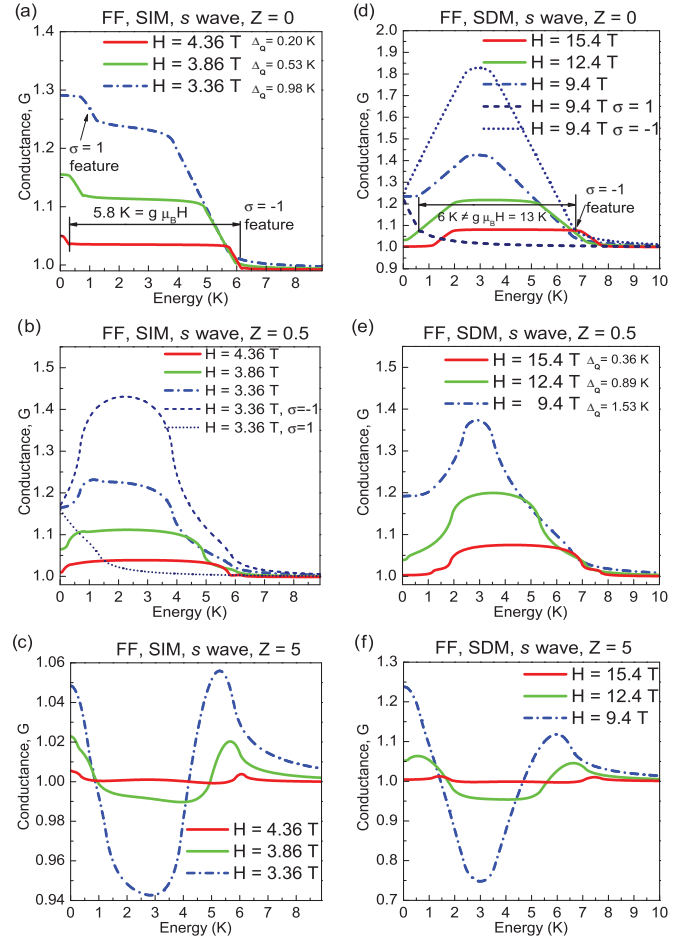 (a)
FF, SIM, s wave, Z = 0
1.4
1.3
1.2
1.1
1.0
Conductance, G
H = 4.36 T Δ_Q = 0.20 K
H = 3.86 T Δ_Q = 0.53 K
H = 3.36 T Δ_Q = 0.98 K
σ = 1
feature
5.8 K = g μ_B H
σ = -1
feature
0 1 2 3 4 5 6 7 8
Energy (K)
(d)
FF, SDM, s wave, Z = 0
2.1
2.0
1.9
1.8
1.7
1.6
1.5
1.4
1.3
1.2
1.1
1.0
0.9
Conductance, G
H = 15.4 T
H = 12.4 T
H = 9.4 T
H = 9.4 T σ = 1
H = 9.4 T σ = -1
σ = -1
feature
6 K ≠ g μ_B H = 13 K
0 1 2 3 4 5 6 7 8 9 10
Energy (K)
(b)
FF, SIM, s wave, Z = 0.5
1.5
1.4
1.3
1.2
1.1
1.0
Conductance, G
H = 4.36 T
H = 3.86 T
H = 3.36 T
H = 3.36 T, σ=-1
H = 3.36 T, σ=1
0 1 2 3 4 5 6 7 8 9
Energy (K)
(e)
FF, SDM, s wave, Z = 0.5
1.5
1.4
1.3
1.2
1.1
1.0
Conductance, G
H = 15.4 T Δ_Q = 0.36 K
H = 12.4 T Δ_Q = 0.89 K
H = 9.4 T Δ_Q = 1.53 K
0 1 2 3 4 5 6 7 8 9 10
Energy (K)
(c)
FF, SIM, s wave, Z = 5
1.06
1.04
1.02
1.00
0.98
0.96
0.94
Conductance, G
H = 4.36 T
H = 3.86 T
H = 3.36 T
0 1 2 3 4 5 6 7 8
Energy (K)
(f)
FF, SDM, s wave, Z = 5
1.3
1.2
1.1
1.0
0.9
0.8
0.7
Conductance, G
H = 15.4 T
H = 12.4 T
H = 9.4 T
0 1 2 3 4 5 6 7 8 9 10
Energy (K)